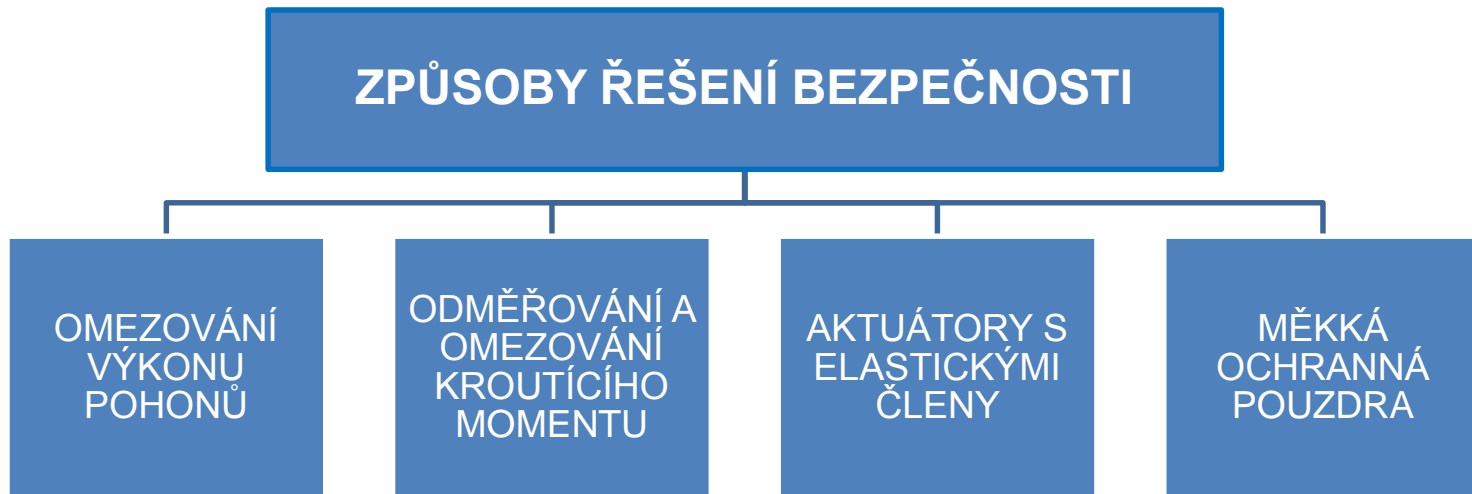 ZPŮSOBY ŘEŠENÍ BEZPEČNOSTI
OMEZOVÁNÍ
VÝKONU
POHONŮ
ODMĚŘOVÁNÍ A
OMEZOVÁNÍ
KROUTÍCÍHO
MOMENTU
AKTUÁTORY S
ELASTICKÝMI
ČLENY
MĚKKÁ
OCHRANNÁ
POUZDRA